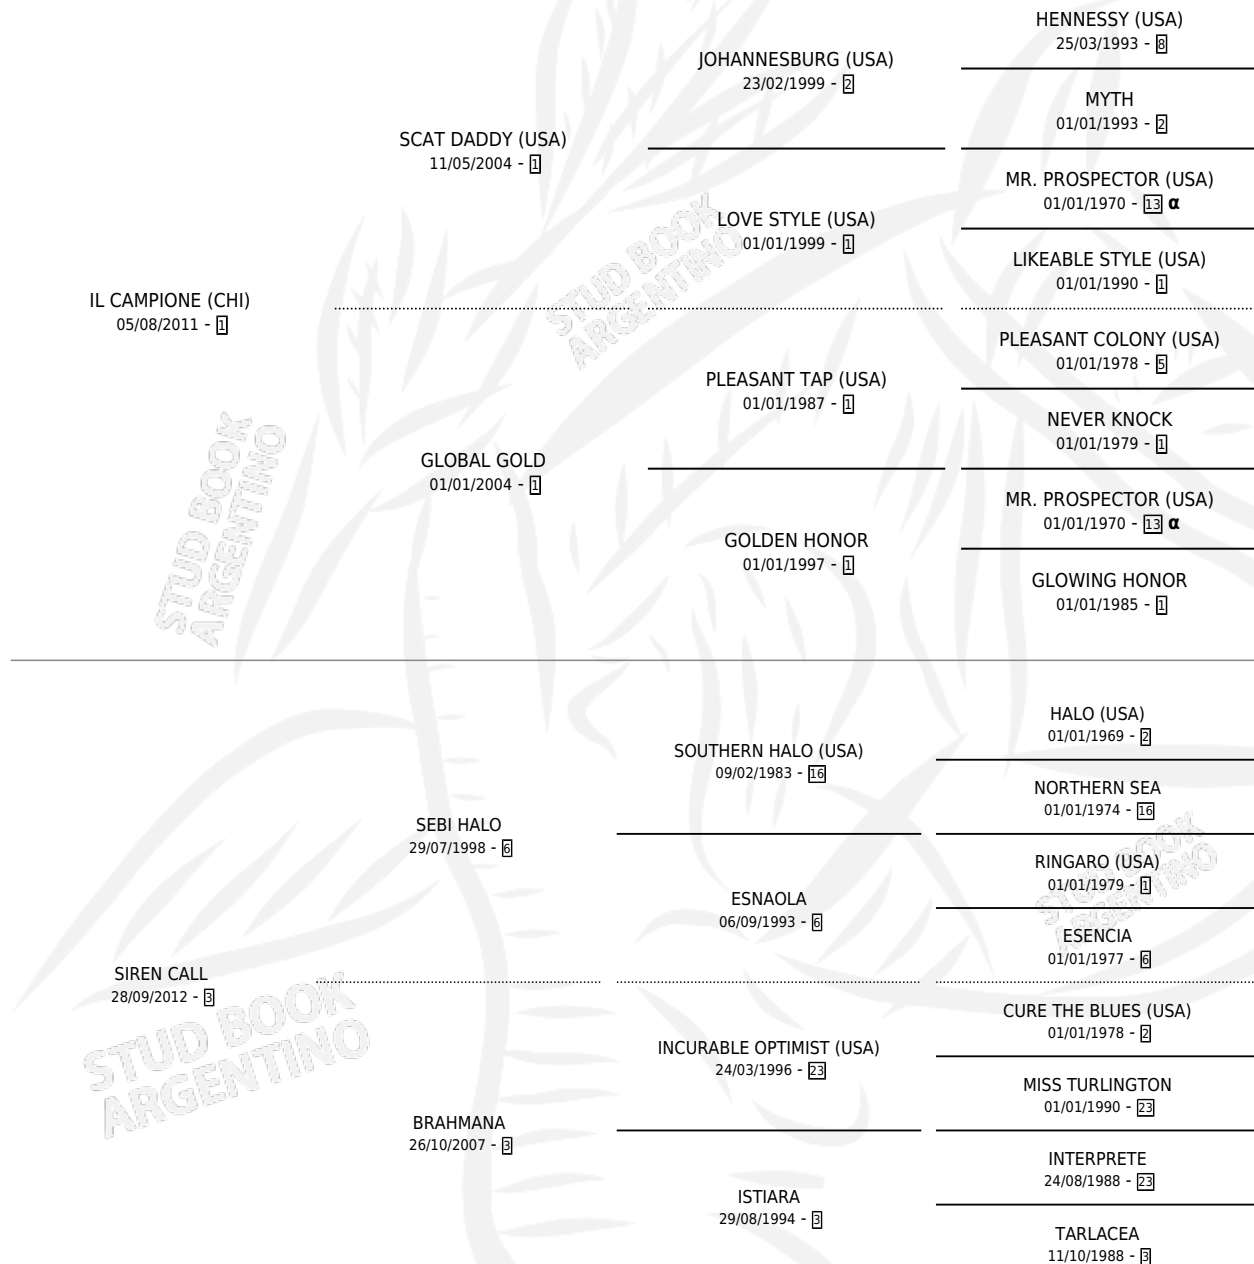 HENNESSY (USA)
25/03/1993 - 8
JOHANNESBURG (USA)
23/02/1999 - 2
MYTH
01/01/1993 - 2
SCAT DADDY (USA)
11/05/2004 - 1
MR. PROSPECTOR (USA)
01/01/1970 - 13 α
LOVE STYLE (USA)
01/01/1999 - 1
LIKEABLE STYLE (USA)
01/01/1990 - 1
IL CAMPIONE (CHI)
05/08/2011 - 1
PLEASANT COLONY (USA)
01/01/1978 - 5
PLEASANT TAP (USA)
01/01/1987 - 1
NEVER KNOCK
01/01/1979 - 1
GLOBAL GOLD
01/01/2004 - 1
MR. PROSPECTOR (USA)
01/01/1970 - 13 α
GOLDEN HONOR
01/01/1997 - 1
GLOWING HONOR
01/01/1985 - 1
HALO (USA)
01/01/1969 - 2
SOUTHERN HALO (USA)
09/02/1983 - 16
NORTHERN SEA
01/01/1974 - 16
SEBI HALO
29/07/1998 - 6
RINGARO (USA)
01/01/1979 - 1
ESNAOLA
06/09/1993 - 6
ESENCIA
01/01/1977 - 6
SIREN CALL
28/09/2012 - 3
CURE THE BLUES (USA)
01/01/1978 - 2
INCURABLE OPTIMIST (USA)
24/03/1996 - 23
MISS TURLINGTON
01/01/1990 - 23
BRAHMANA
26/10/2007 - 3
INTERPRETE
24/08/1988 - 23
ISTIARA
29/08/1994 - 3
TARLACEA
11/10/1988 - 3
STUD BOOK
ARGENTINO
STUD BOOK
ARGENTINO
STUD BOOK
ARGENTINO
STUD BOOK
ARGENTINO